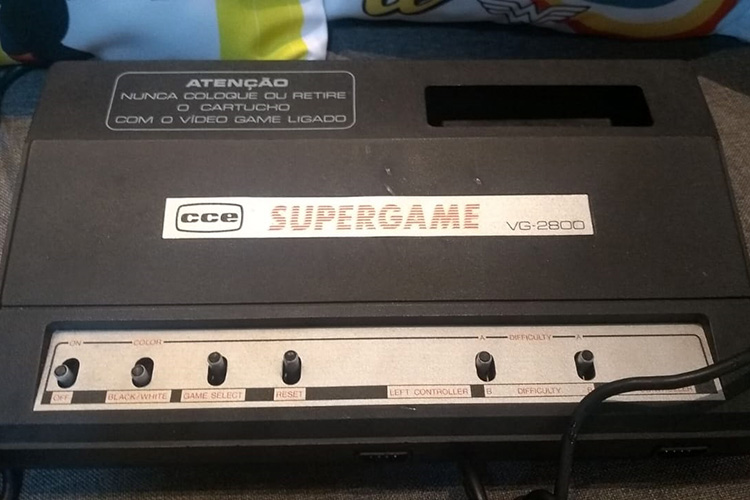 ATENÇÃO
NUNCA COLOQUE OU RETIRE
O CARTUCHO
COM O VÍDEO GAME LIGADO
cce SUPERGAME VG-2800
ON COLOR A DIFFICULTY A
OFF BLACK/WHITE GAME SELECT RESET LEFT CONTROLLER B DIFFICULTY B